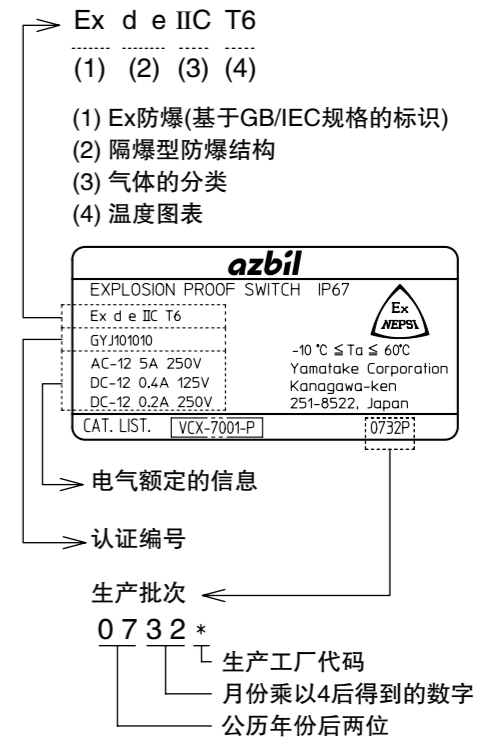 Ex d e IIC T6
(1) (2) (3) (4)
(1) Ex防爆(基于GB/IEC规格的标识)
(2) 隔爆型防爆结构
(3) 气体的分类
(4) 温度图表
azbil
EXPLOSION PROOF SWITCH IP67
Ex d e IIC T6
GYJ101010
AC-12 5A 250V
DC-12 0.4A 125V
DC-12 0.2A 250V
Ex
NEPSI
-10 ℃ ≦ Ta ≦ 60℃
Yamatake Corporation
Kanagawa-ken
251-8522, Japan
CAT. LIST. VCX-7001-P 0732P
电气额定的信息
认证编号
生产批次
0 7 3 2 *
生产工厂代码
月份乘以4后得到的数字
公历年份后两位